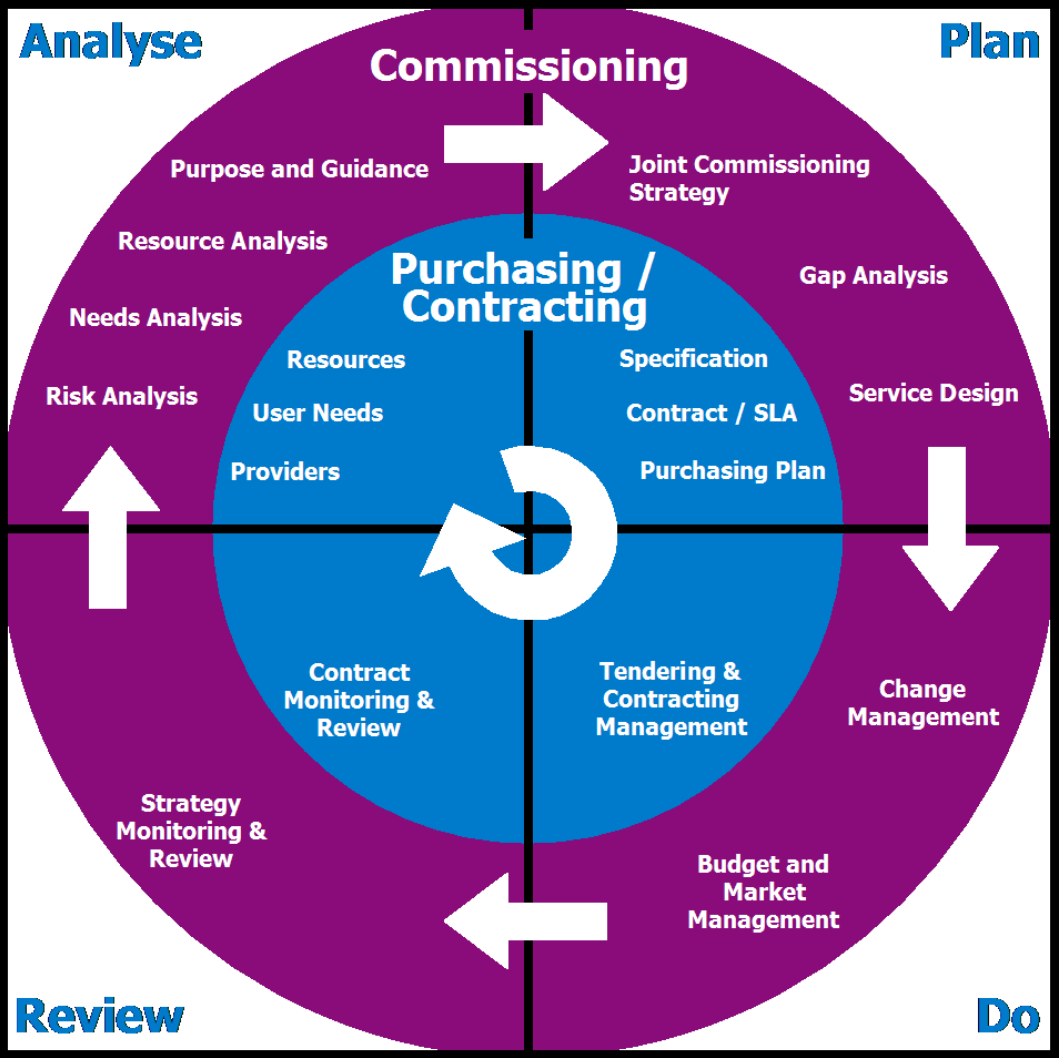 Analyse
Plan
Commissioning
Purpose and Guidance
Resource Analysis
Needs Analysis
Risk Analysis
Joint Commissioning
Strategy
Gap Analysis
Service Design
Purchasing /
Contracting
Resources
User Needs
Providers
Specification
Contract / SLA
Purchasing Plan
Contract
Monitoring &
Review
Tendering &
Contracting
Management
Change
Management
Strategy
Monitoring &
Review
Budget and
Market
Management
Review
Do